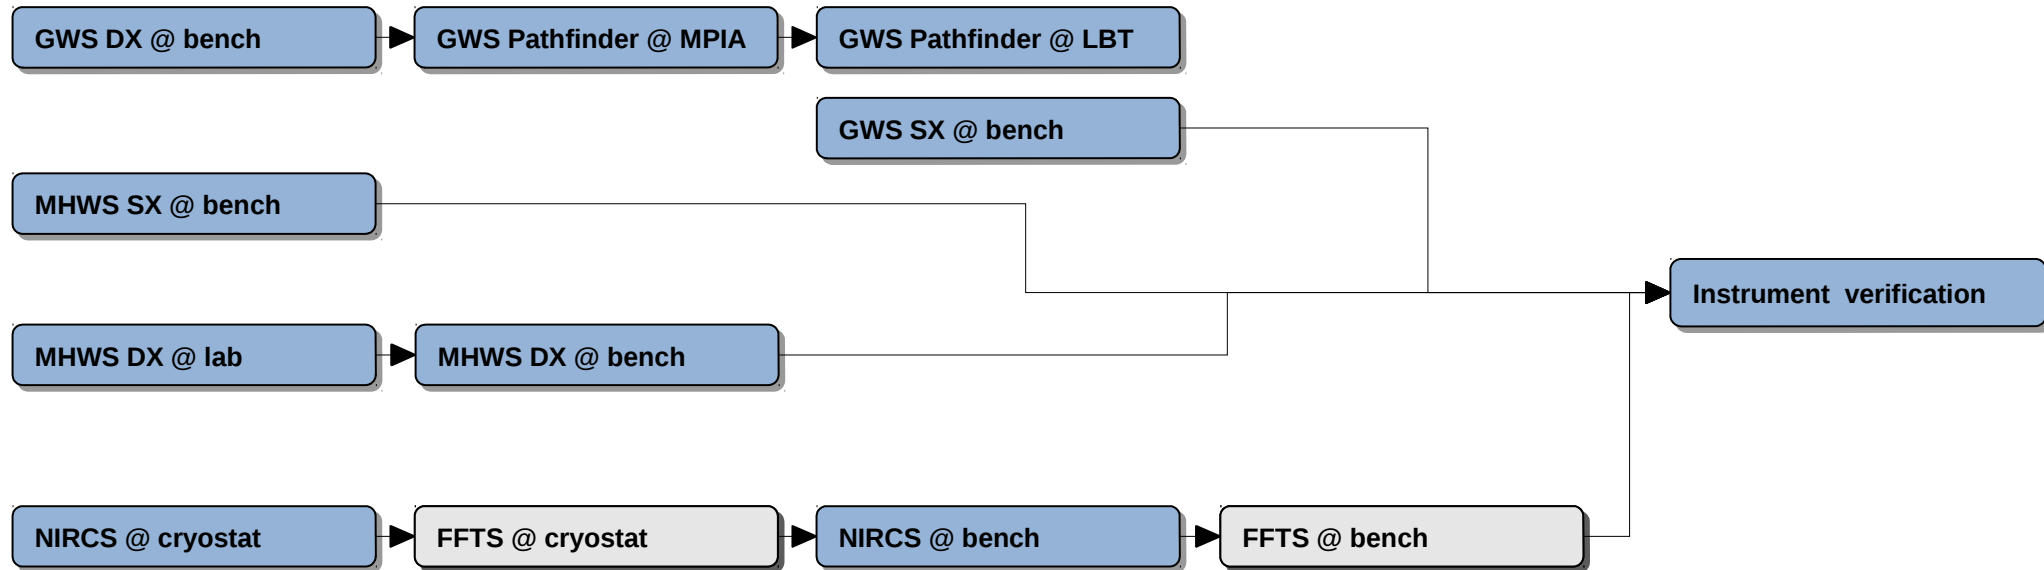 GWS DX @ bench
GWS Pathfinder @ MPIA
GWS Pathfinder @ LBT
GWS SX @ bench
MHWS SX @ bench
Instrument  verification
MHWS DX @ lab
MHWS DX @ bench
NIRCS @ cryostat
FFTS @ cryostat
NIRCS @ bench
FFTS @ bench